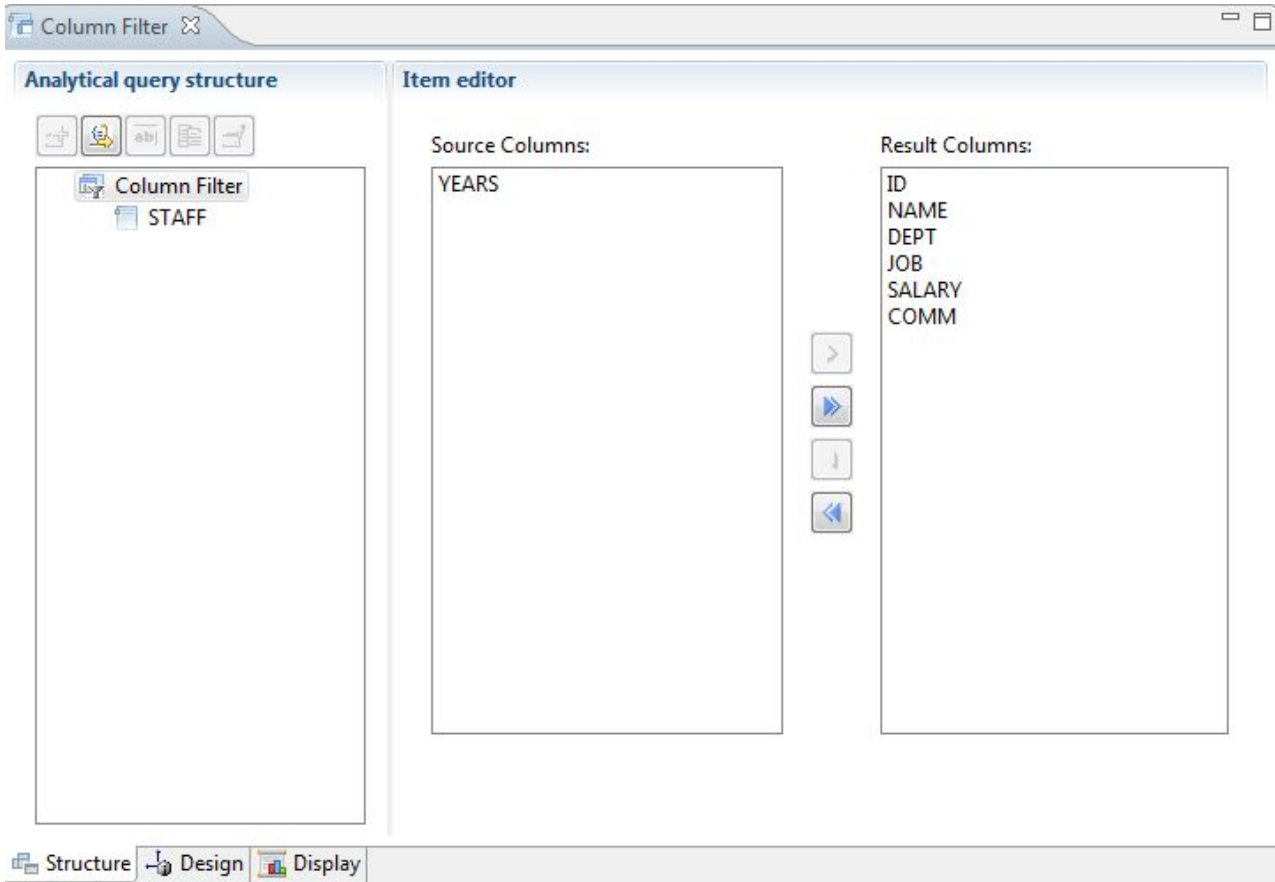 Column Filter
Analytical query structure
Item editor
ab|
Column Filter
STAFF
Source Columns:
YEARS
Result Columns:
ID
NAME
DEPT
JOB
SALARY
COMM
Structure
Design
Display